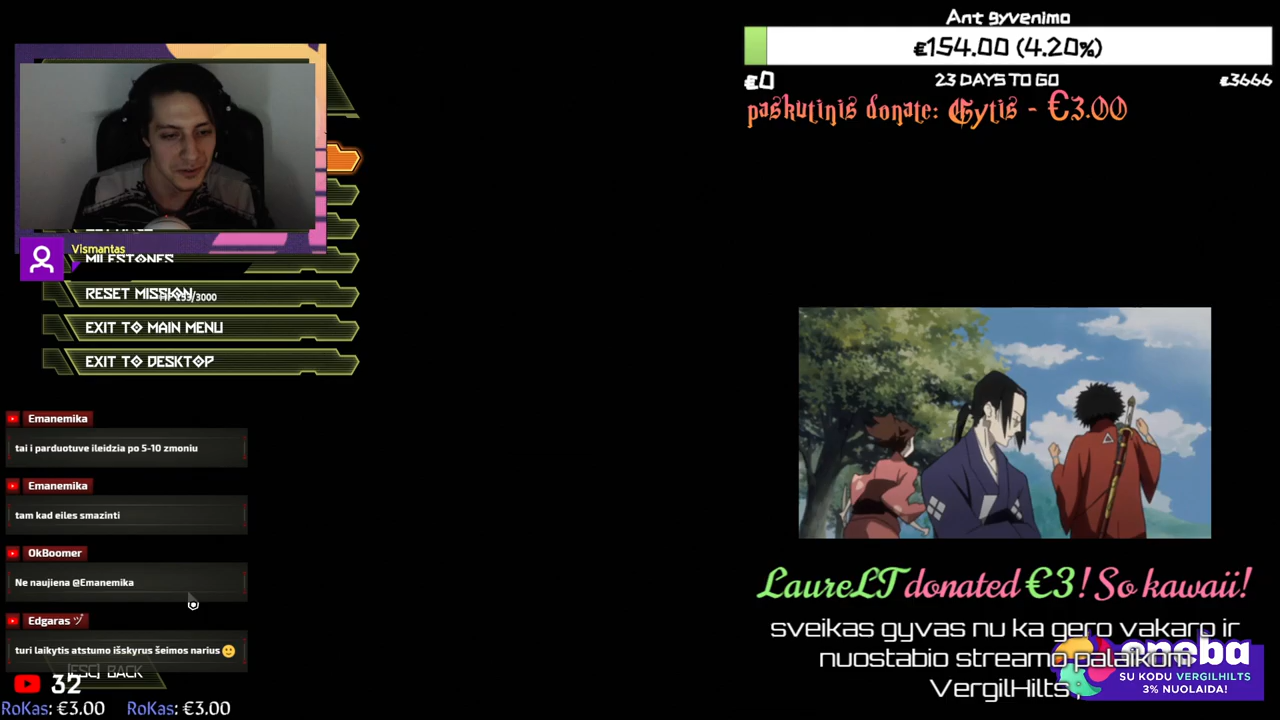 Ant gyvenimo
€154.00 (4.20%)
€0 23 DAYS TO GO €3666
paskutinis donate: Gytis - €3.00
Vismantas
MILESTONES
RESET MISSION
/3000
EXIT TO MAIN MENU
EXIT TO DESKTOP
Emanemika
tai i parduotuve ileidzia po 5-10 zmoniu
Emanemika
tam kad eiles smazinti
OkBoomer
Ne naujiena @Emanemika
Edgaras ヅ
turi laikytis atstumo išskyrus šeimos narius 🙂
[ESC] BACK
32
RoKas: €3.00 RoKas: €3.00
LaureLT donated €3! So kawaii!
sveikas gyvas nu ka gero vakaro ir
nuostabio streamo palaikom
VergilHilts
eneba
SU KODU VERGILHILTS
3% NUOLAIDA!